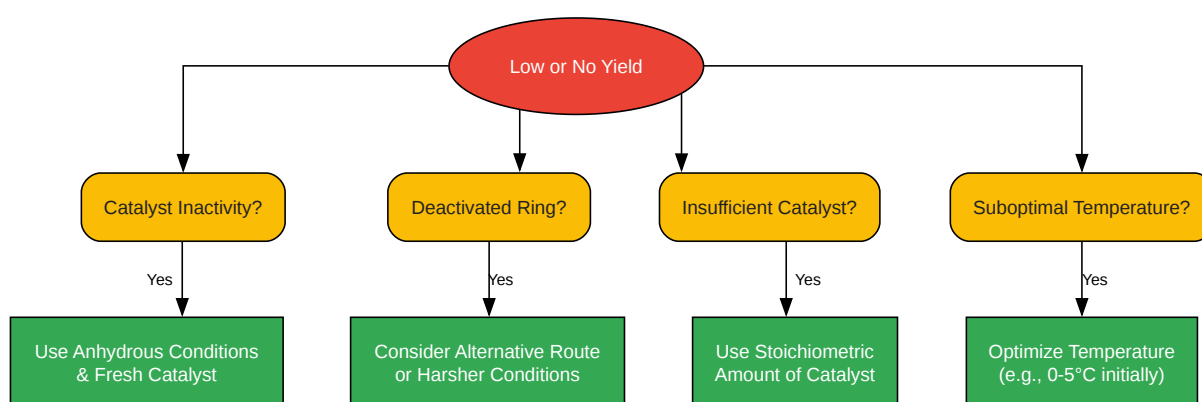 Low or No Yield
Catalyst Inactivity?
Deactivated Ring?
Insufficient Catalyst?
Suboptimal Temperature?
Yes
Yes
Yes
Yes
Use Anhydrous Conditions
& Fresh Catalyst
Consider Alternative Route
or Harsher Conditions
Use Stoichiometric
Amount of Catalyst
Optimize Temperature
(e.g., 0-5°C initially)